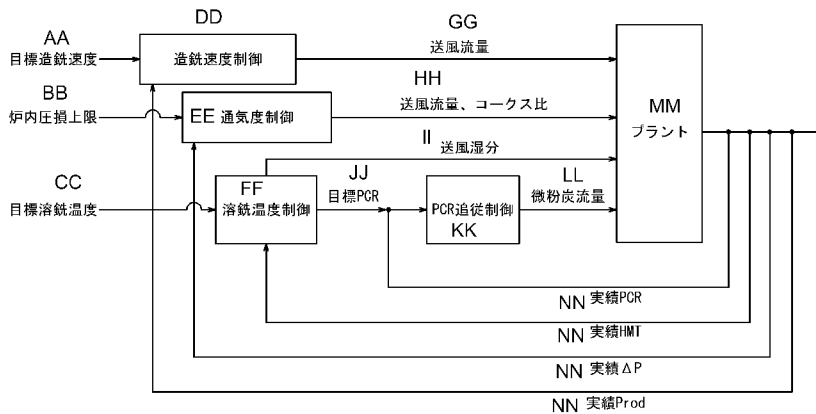 DD
GG
AA
目標造銑速度
造銑速度制御
送風流量
HH
BB
炉内圧損上限
EE 通気度制御
送風流量、コークス比
MM
プラント
II
送風湿分
CC
目標溶銑温度
FF
溶銑温度制御
JJ
目標PCR
PCR追従制御
KK
LL
微粉炭流量
NN 実績PCR
NN 実績HMT
NN 実績ΔP
NN 実績Prod